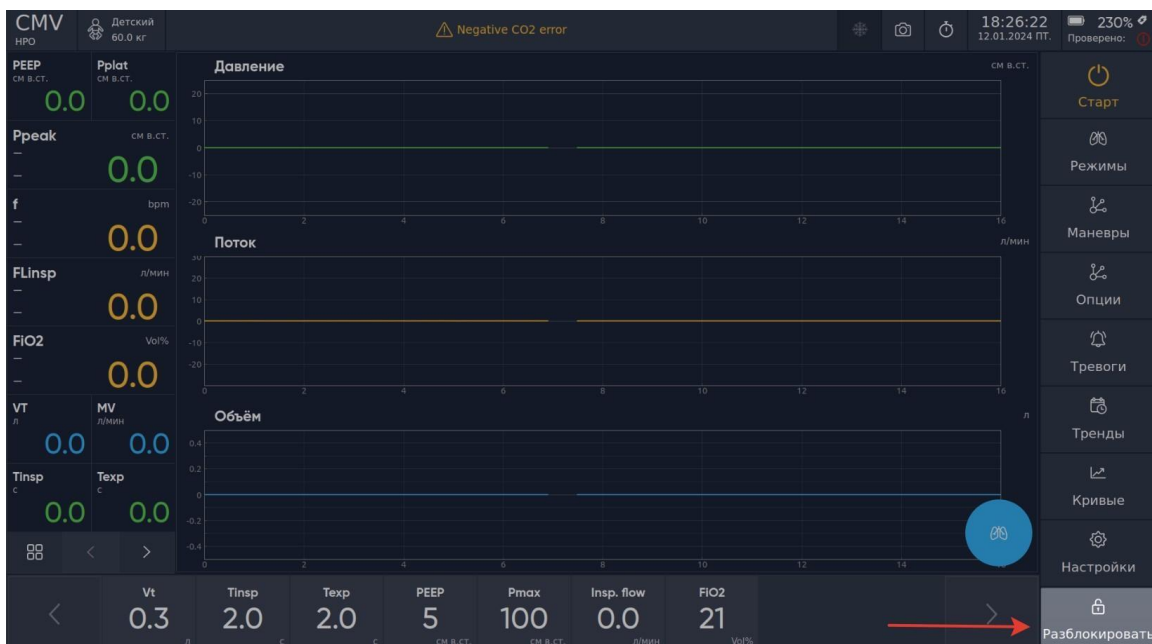 CMV
НРО
Детский
60.0 кг
Negative CO2 error
18:26:22
12.01.2024 ПТ.
230%
Проверено:
PEEP
см в.ст.
0.0
Pplat
см в.ст.
0.0
Ppeak
см в.ст.
–
–
0.0
f
bpm
–
–
0.0
FLinsp
л/мин
–
–
0.0
FiO2
Vol%
–
–
0.0
VT
л
0.0
MV
л/мин
0.0
Tinsp
с
0.0
Texp
с
0.0
Давление
см в.ст.
20
10
0
-10
-20
0 2 4 6 8 10 12 14 16
Поток
л/мин
30
20
10
0
-10
-20
0 2 4 6 8 10 12 14 16
Объём
л
0.4
0.2
0
-0.2
-0.4
0 2 4 6 8 10 12 14 16
Старт
Режимы
Маневры
Опции
Тревоги
Тренды
Кривые
Настройки
Разблокировать
Vt
0.3
л
Tinsp
2.0
с
Texp
2.0
с
PEEP
5
см в.ст.
Pmax
100
см в.ст.
Insp. flow
0.0
л/мин
FiO2
21
Vol%